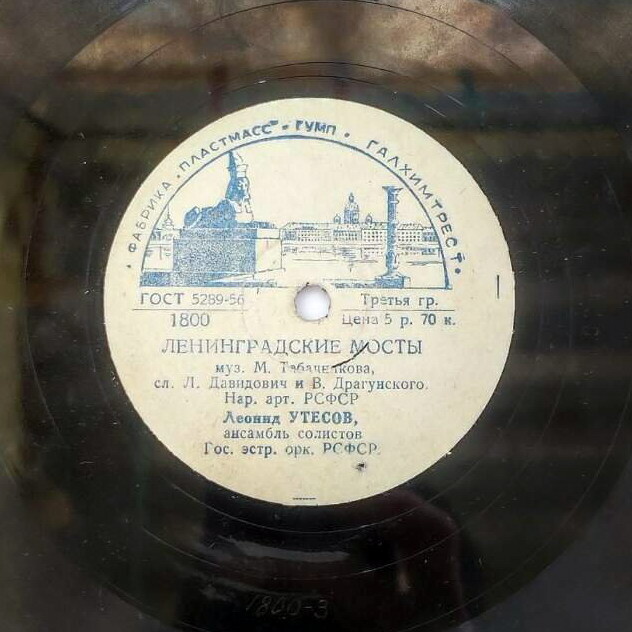 • ФАБРИКА • ПЛАСТМАСС • ГУМП • ГАЛХИМТРЕСТ •
ГОСТ 5289-56 Третья гр.
1800 Цена 5 р. 70 к.
ЛЕНИНГРАДСКИЕ МОСТЫ
муз. М. Табачникова,
сл. Л. Давидович и В. Драгунского.
Нар. арт. РСФСР
Леонид УТЕСОВ,
ансамбль солистов
Гос. эстр. орк. РСФСР.
1800-3